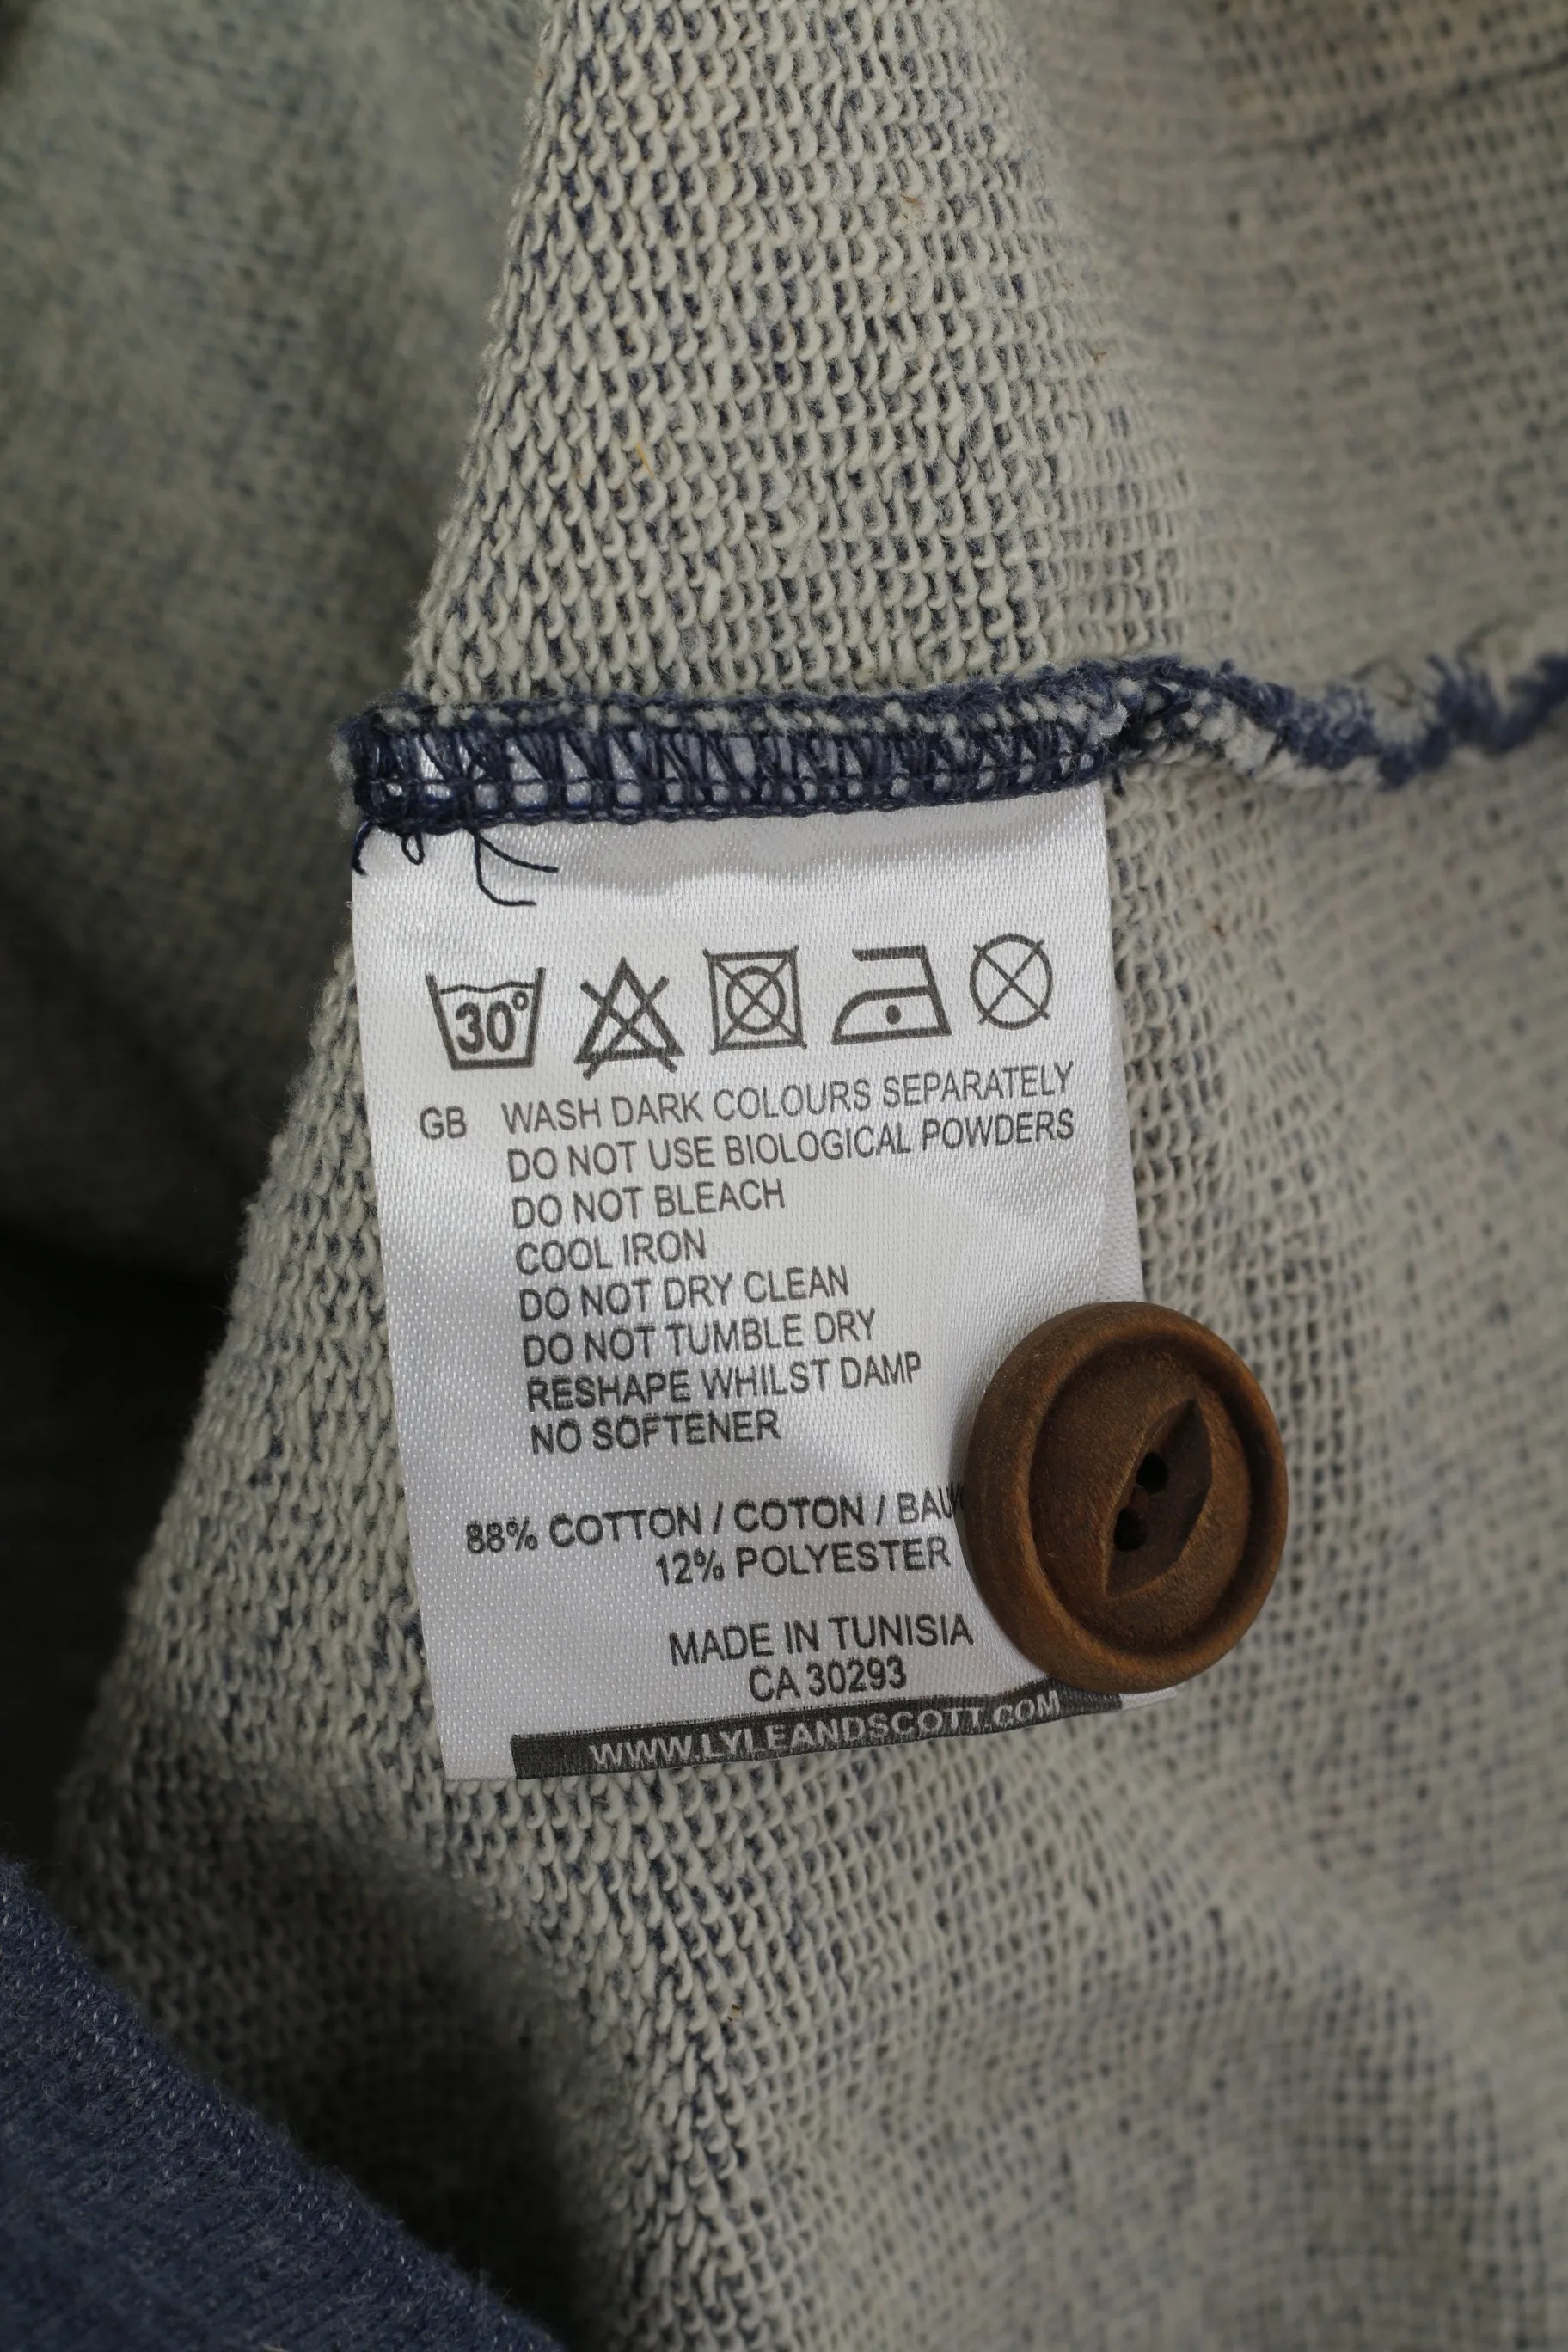 30°
GB WASH DARK COLOURS SEPARATELY
DO NOT USE BIOLOGICAL POWDERS
DO NOT BLEACH
COOL IRON
DO NOT DRY CLEAN
DO NOT TUMBLE DRY
RESHAPE WHILST DAMP
NO SOFTENER
88% COTTON / COTON /
12% POLYESTER
MADE IN TUNISIA
CA 30293
WWW.LYLEANDSCOTT.COM